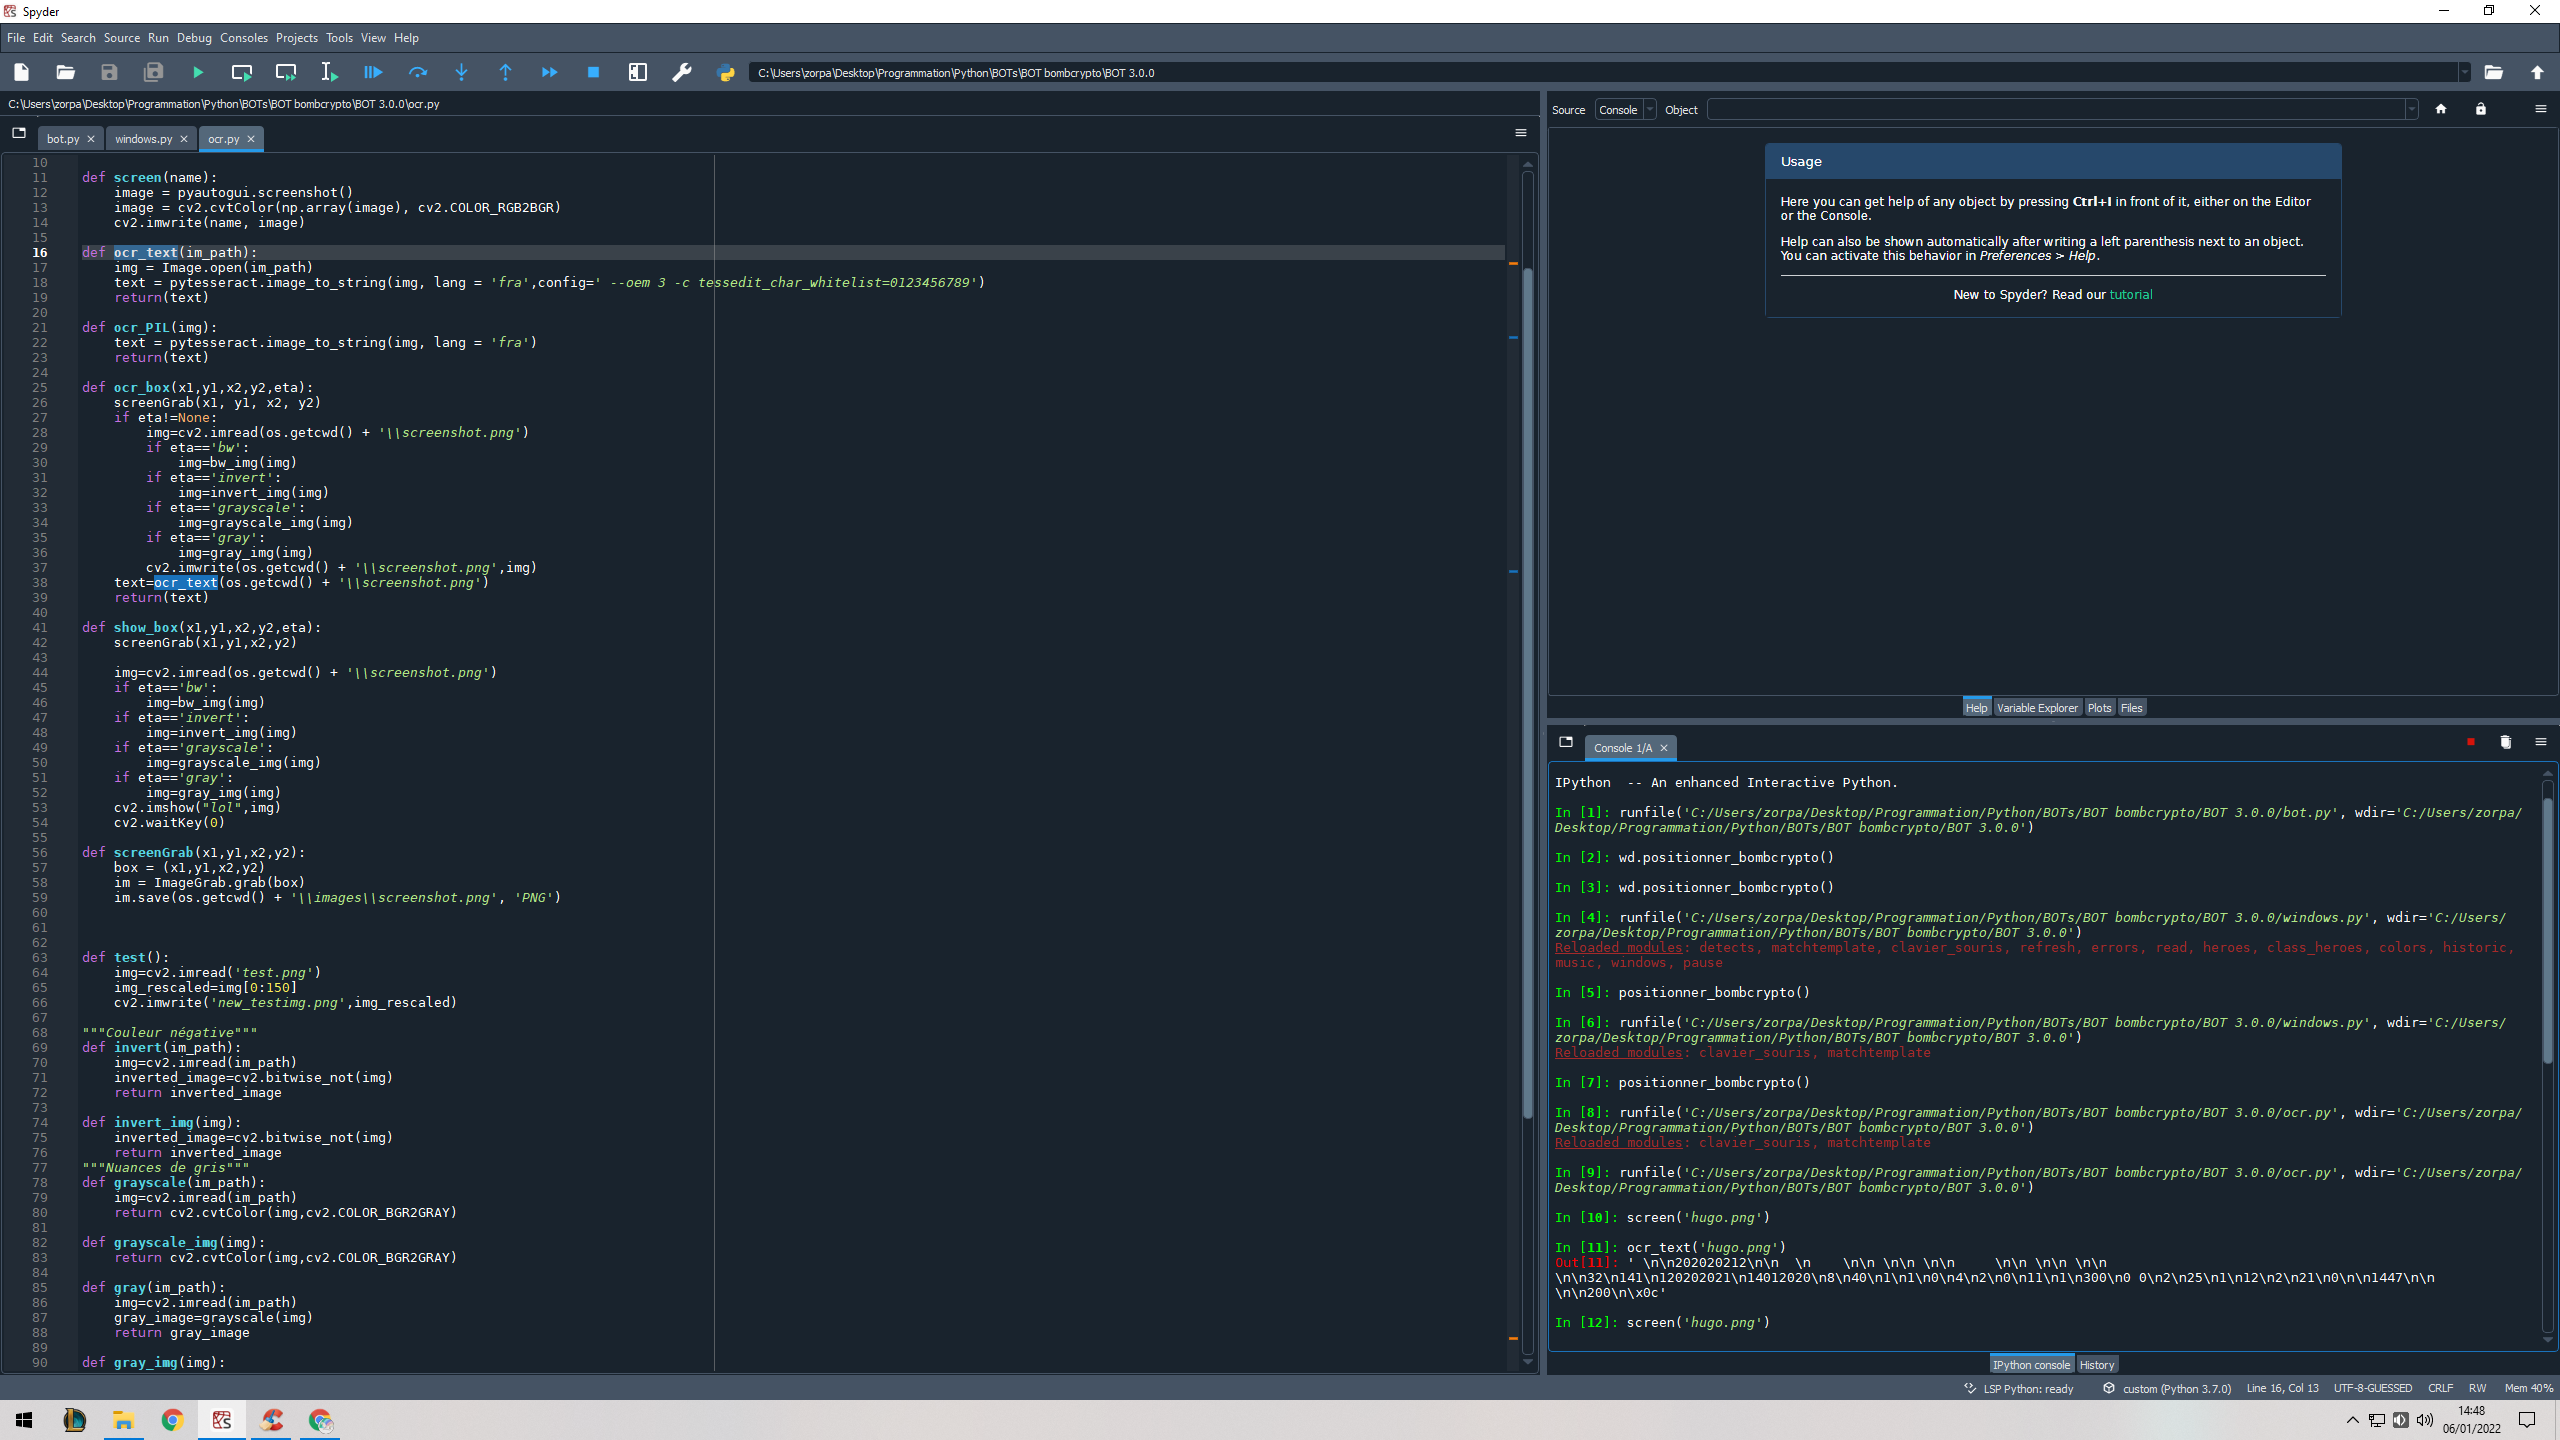 Spyder
File Edit Search Source Run Debug Consoles Projects Tools View Help
C:\Users\zorpa\Desktop\Programmation\Python\BOTs\BOT bombcrypto\BOT 3.0.0
C:\Users\zorpa\Desktop\Programmation\Python\BOTs\BOT bombcrypto\BOT 3.0.0\ocr.py
bot.py windows.py ocr.py
10
11 def screen(name):
12 image = pyautogui.screenshot()
13 image = cv2.cvtColor(np.array(image), cv2.COLOR_RGB2BGR)
14 cv2.imwrite(name, image)
15
16 def ocr_text(im_path):
17 img = Image.open(im_path)
18 text = pytesseract.image_to_string(img, lang = 'fra',config=' --oem 3 -c tessedit_char_whitelist=0123456789')
19 return(text)
20
21 def ocr_PIL(img):
22 text = pytesseract.image_to_string(img, lang = 'fra')
23 return(text)
24
25 def ocr_box(x1,y1,x2,y2,eta):
26 screenGrab(x1, y1, x2, y2)
27 if eta!=None:
28 img=cv2.imread(os.getcwd() + '\\screenshot.png')
29 if eta=='bw':
30 img=bw_img(img)
31 if eta=='invert':
32 img=invert_img(img)
33 if eta=='grayscale':
34 img=grayscale_img(img)
35 if eta=='gray':
36 img=gray_img(img)
37 cv2.imwrite(os.getcwd() + '\\screenshot.png',img)
38 text=ocr_text(os.getcwd() + '\\screenshot.png')
39 return(text)
40
41 def show_box(x1,y1,x2,y2,eta):
42 screenGrab(x1,y1,x2,y2)
43
44 img=cv2.imread(os.getcwd() + '\\screenshot.png')
45 if eta=='bw':
46 img=bw_img(img)
47 if eta=='invert':
48 img=invert_img(img)
49 if eta=='grayscale':
50 img=grayscale_img(img)
51 if eta=='gray':
52 img=gray_img(img)
53 cv2.imshow("lol",img)
54 cv2.waitKey(0)
55
56 def screenGrab(x1,y1,x2,y2):
57 box = (x1,y1,x2,y2)
58 im = ImageGrab.grab(box)
59 im.save(os.getcwd() + '\\images\\screenshot.png', 'PNG')
60
61
62
63 def test():
64 img=cv2.imread('test.png')
65 img_rescaled=img[0:150]
66 cv2.imwrite('new_testimg.png',img_rescaled)
67
68 """Couleur négative"""
69 def invert(im_path):
70 img=cv2.imread(im_path)
71 inverted_image=cv2.bitwise_not(img)
72 return inverted_image
73
74 def invert_img(img):
75 inverted_image=cv2.bitwise_not(img)
76 return inverted_image
77 """Nuances de gris"""
78 def grayscale(im_path):
79 img=cv2.imread(im_path)
80 return cv2.cvtColor(img,cv2.COLOR_BGR2GRAY)
81
82 def grayscale_img(img):
83 return cv2.cvtColor(img,cv2.COLOR_BGR2GRAY)
84
85 def gray(im_path):
86 img=cv2.imread(im_path)
87 gray_image=grayscale(img)
88 return gray_image
89
90 def gray_img(img):
Source Console Object
Usage
Here you can get help of any object by pressing Ctrl+I in front of it, either on the Editor
or the Console.
Help can also be shown automatically after writing a left parenthesis next to an object.
You can activate this behavior in Preferences > Help.
New to Spyder? Read our tutorial
Help Variable Explorer Plots Files
Console 1/A
IPython -- An enhanced Interactive Python.
In [1]: runfile('C:/Users/zorpa/Desktop/Programmation/Python/BOTs/BOT bombcrypto/BOT 3.0.0/bot.py', wdir='C:/Users/zorpa/
Desktop/Programmation/Python/BOTs/BOT bombcrypto/BOT 3.0.0')
In [2]: wd.positionner_bombcrypto()
In [3]: wd.positionner_bombcrypto()
In [4]: runfile('C:/Users/zorpa/Desktop/Programmation/Python/BOTs/BOT bombcrypto/BOT 3.0.0/windows.py', wdir='C:/Users/
zorpa/Desktop/Programmation/Python/BOTs/BOT bombcrypto/BOT 3.0.0')
Reloaded modules: detects, matchtemplate, clavier_souris, refresh, errors, read, heroes, class_heroes, colors, historic,
music, windows, pause
In [5]: positionner_bombcrypto()
In [6]: runfile('C:/Users/zorpa/Desktop/Programmation/Python/BOTs/BOT bombcrypto/BOT 3.0.0/windows.py', wdir='C:/Users/
zorpa/Desktop/Programmation/Python/BOTs/BOT bombcrypto/BOT 3.0.0')
Reloaded modules: clavier_souris, matchtemplate
In [7]: positionner_bombcrypto()
In [8]: runfile('C:/Users/zorpa/Desktop/Programmation/Python/BOTs/BOT bombcrypto/BOT 3.0.0/ocr.py', wdir='C:/Users/zorpa/
Desktop/Programmation/Python/BOTs/BOT bombcrypto/BOT 3.0.0')
Reloaded modules: clavier_souris, matchtemplate
In [9]: runfile('C:/Users/zorpa/Desktop/Programmation/Python/BOTs/BOT bombcrypto/BOT 3.0.0/ocr.py', wdir='C:/Users/zorpa/
Desktop/Programmation/Python/BOTs/BOT bombcrypto/BOT 3.0.0')
In [10]: screen('hugo.png')
In [11]: ocr_text('hugo.png')
Out[11]: ' \n\n202020212\n\n  \n    \n\n \n\n \n\n     \n\n \n\n \n\n
\n\n32\n141\n120202021\n14012020\n8\n40\n1\n1\n0\n4\n2\n0\n11\n1\n300\n0 0\n2\n25\n1\n12\n2\n21\n0\n\n1447\n\n
\n\n200\n\x0c'
In [12]: screen('hugo.png')
IPython console History
LSP Python: ready custom (Python 3.7.0) Line 16, Col 13 UTF-8-GUESSED CRLF RW Mem 40%
14:48
06/01/2022